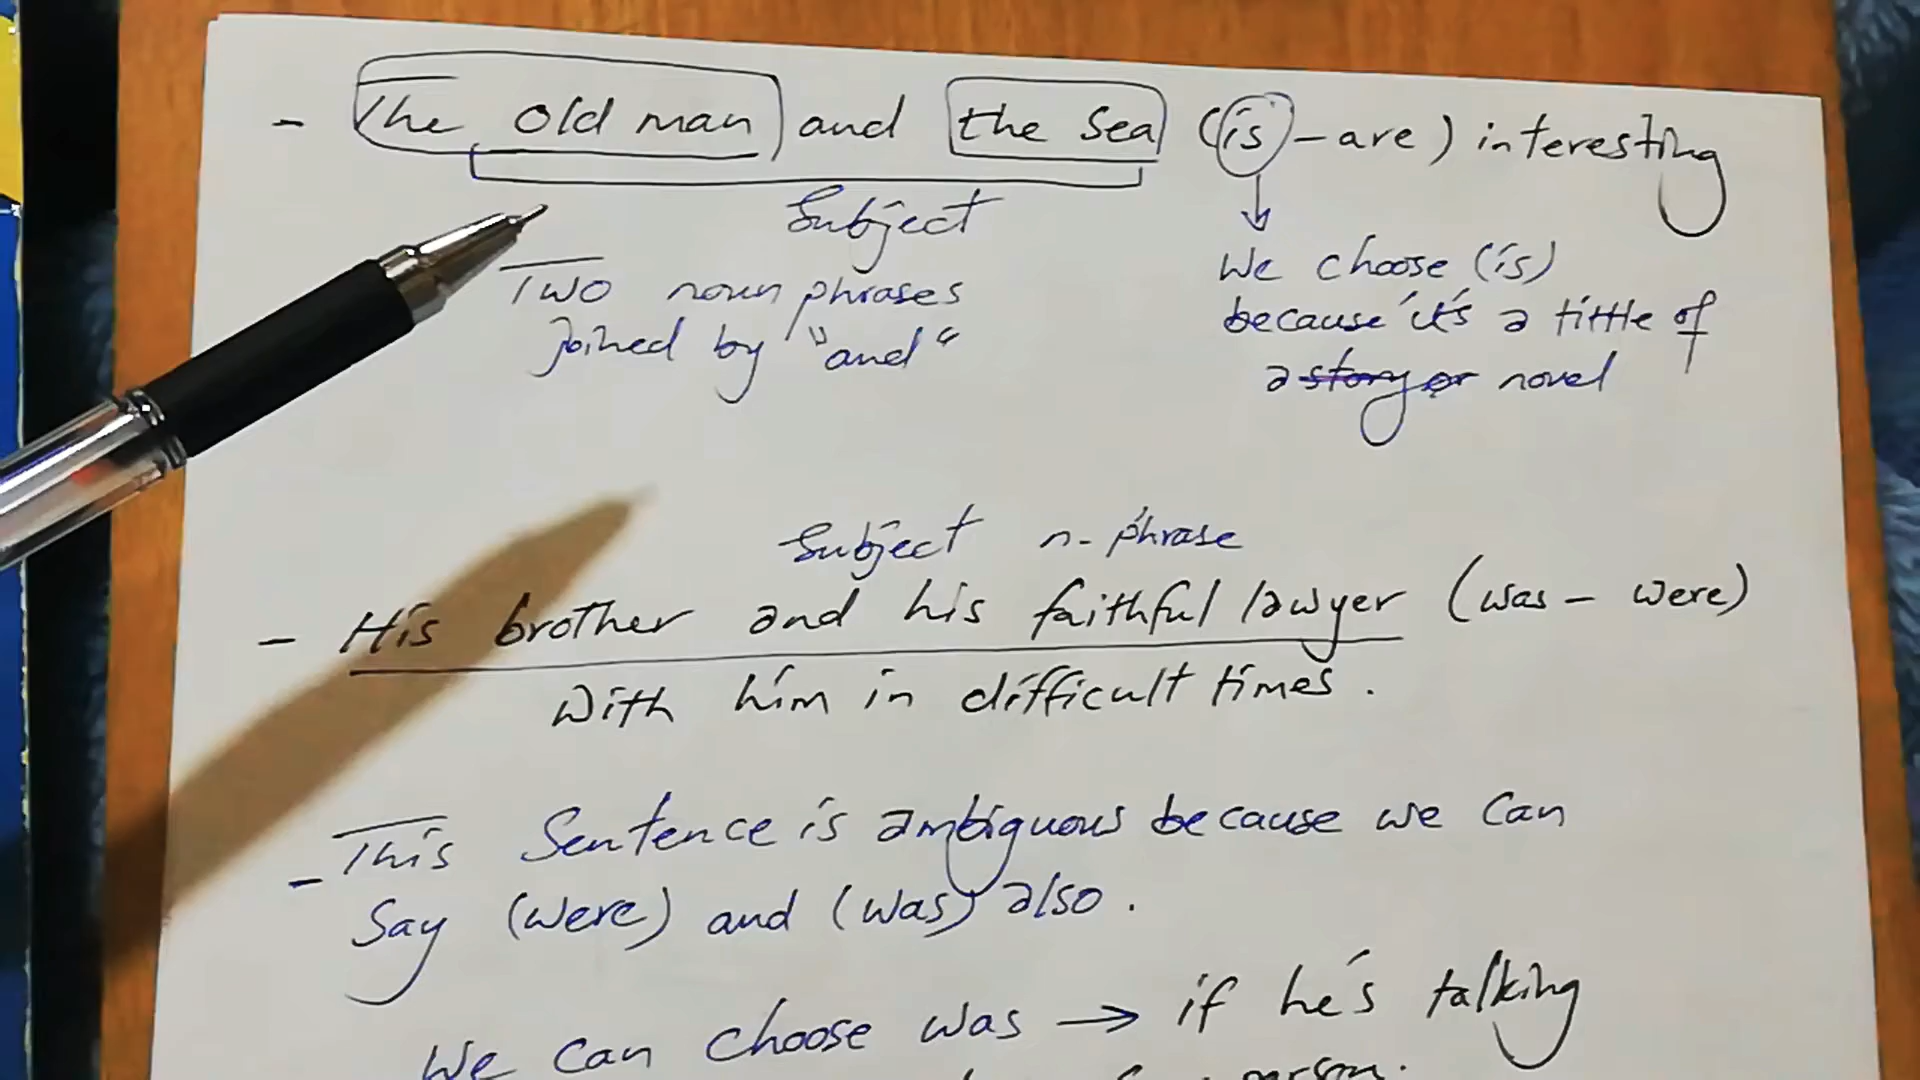 - The old man and the Sea (is - are) interesting
Subject
Two noun phrases
Joined by "and"
We choose (is)
because it's a tittle of
a story or novel
Subject n-phrase
- His brother and his faithful lawyer (was - were)
With him in difficult times.
- This Sentence is ambiguous because we can
Say (were) and (was) also.
We can choose was → if he's talking
person.